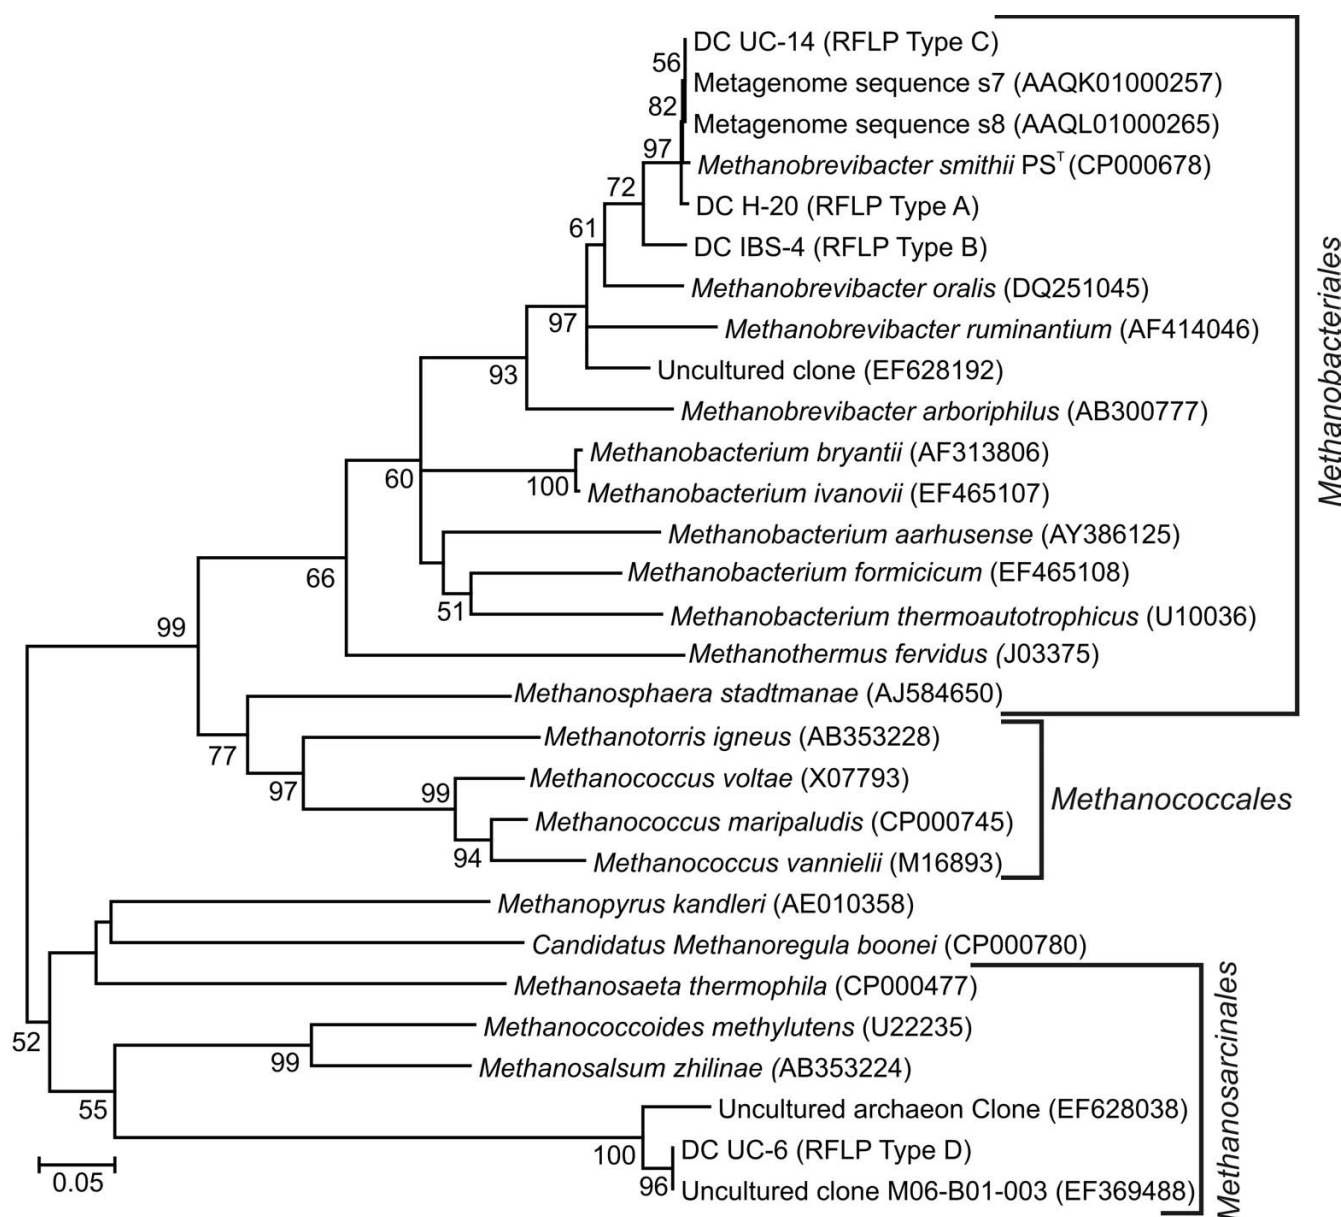 DC UC-14 (RFLP Type C)
56
Metagenome sequence s7 (AAQK01000257)
82
Metagenome sequence s8 (AAQL01000265)
97
Methanobrevibacter smithii PST (CP000678)
72
DC H-20 (RFLP Type A)
61
DC IBS-4 (RFLP Type B)
Methanobrevibacter oralis (DQ251045)
97
Methanobrevibacter ruminantium (AF414046)
93
Uncultured clone (EF628192)
Methanobrevibacter arboriphilus (AB300777)
Methanobacteriales
Methanobacterium bryantii (AF313806)
60
100
Methanobacterium ivanovii (EF465107)
Methanobacterium aarhusense (AY386125)
66
Methanobacterium formicicum (EF465108)
51
Methanobacterium thermoautotrophicus (U10036)
99
Methanothermus fervidus (J03375)
Methanosphaera stadtmanae (AJ584650)
77
Methanotorris igneus (AB353228)
97
99
Methanococcus voltae (X07793)
Methanococcales
Methanococcus maripaludis (CP000745)
94
Methanococcus vannielii (M16893)
Methanopyrus kandleri (AE010358)
Candidatus Methanoregula boonei (CP000780)
Methanosaeta thermophila (CP000477)
52
Methanococcoides methylutens (U22235)
99
Methanosalsum zhilinae (AB353224)
Methanosarcinales
55
Uncultured archaeon Clone (EF628038)
100
DC UC-6 (RFLP Type D)
0.05
96
Uncultured clone M06-B01-003 (EF369488)